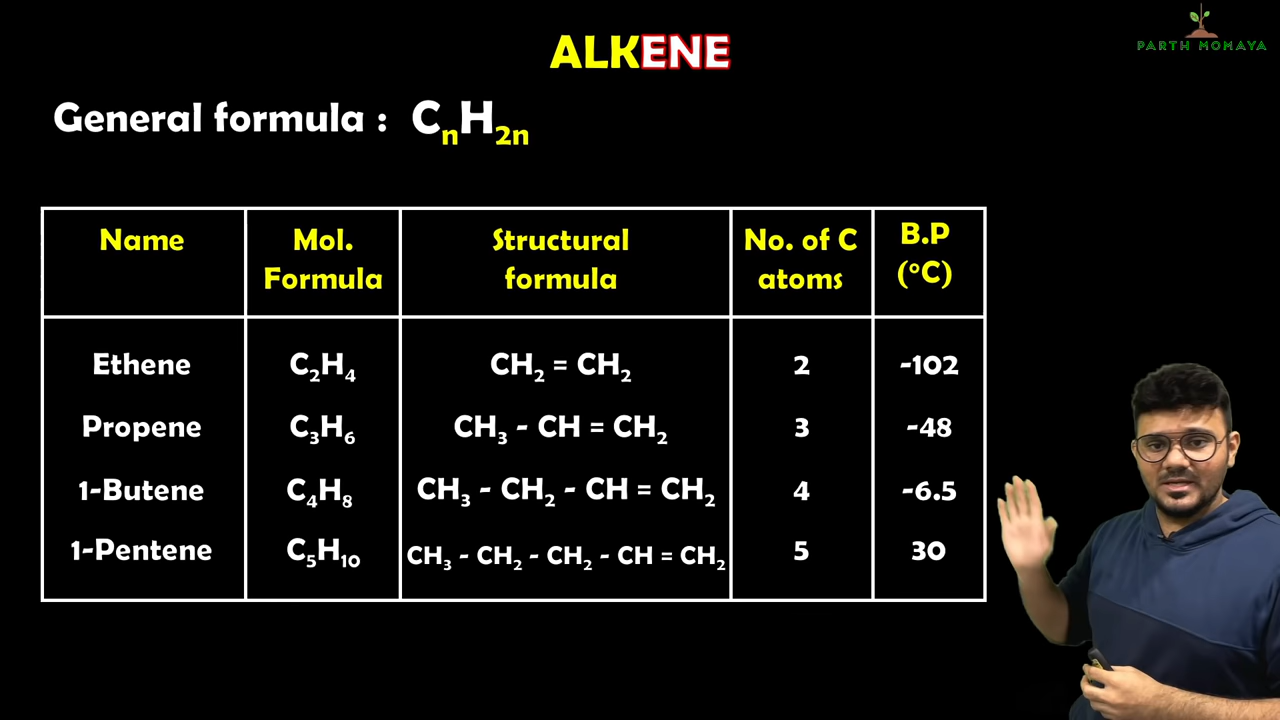 ALKENE
PARTH MOMAYA
General formula : CₙH₂ₙ
Name Mol. Formula Structural formula No. of C atoms B.P (°C)
Ethene C₂H₄ CH₂ = CH₂ 2 -102
Propene C₃H₆ CH₃ - CH = CH₂ 3 -48
1-Butene C₄H₈ CH₃ - CH₂ - CH = CH₂ 4 -6.5
1-Pentene C₅H₁₀ CH₃ - CH₂ - CH₂ - CH = CH₂ 5 30